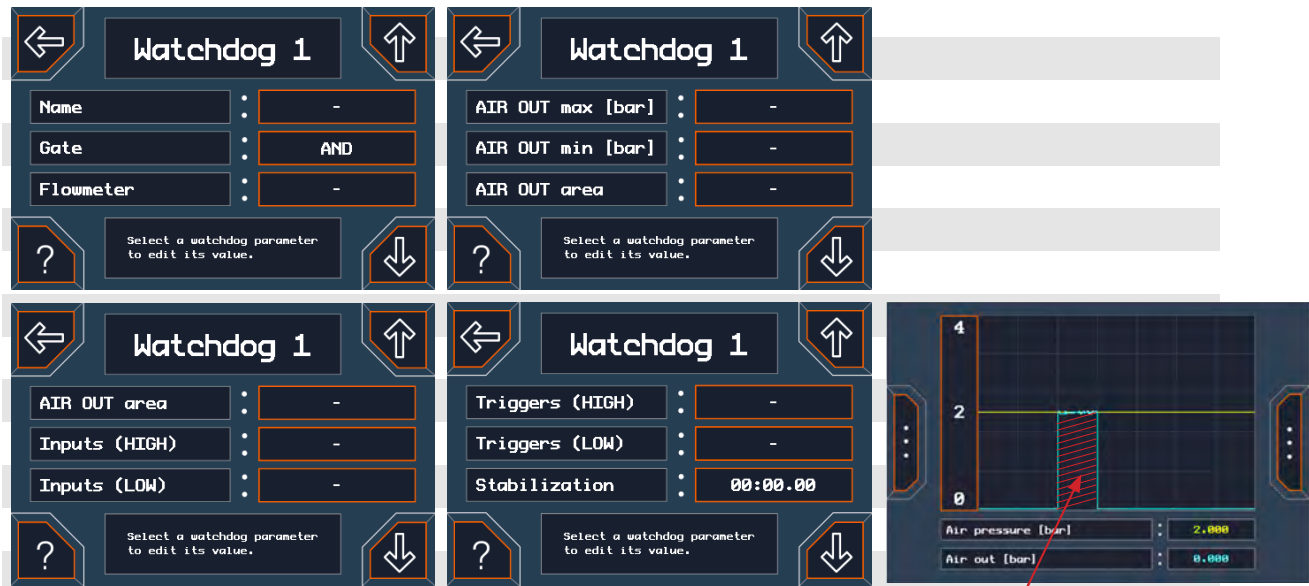 Watchdog 1
Name : -
Gate : AND
Flowmeter : -
Select a watchdog parameter
to edit its value.
?
Watchdog 1
AIR OUT max [bar] : -
AIR OUT min [bar] : -
AIR OUT area : -
Select a watchdog parameter
to edit its value.
?
Watchdog 1
AIR OUT area : -
Inputs (HIGH) : -
Inputs (LOW) : -
Select a watchdog parameter
to edit its value.
?
Watchdog 1
Triggers (HIGH) : -
Triggers (LOW) : -
Stabilization : 00:00.00
Select a watchdog parameter
to edit its value.
?
4
2
0
Air pressure [bar] : 2.000
Air out [bar] : 0.000